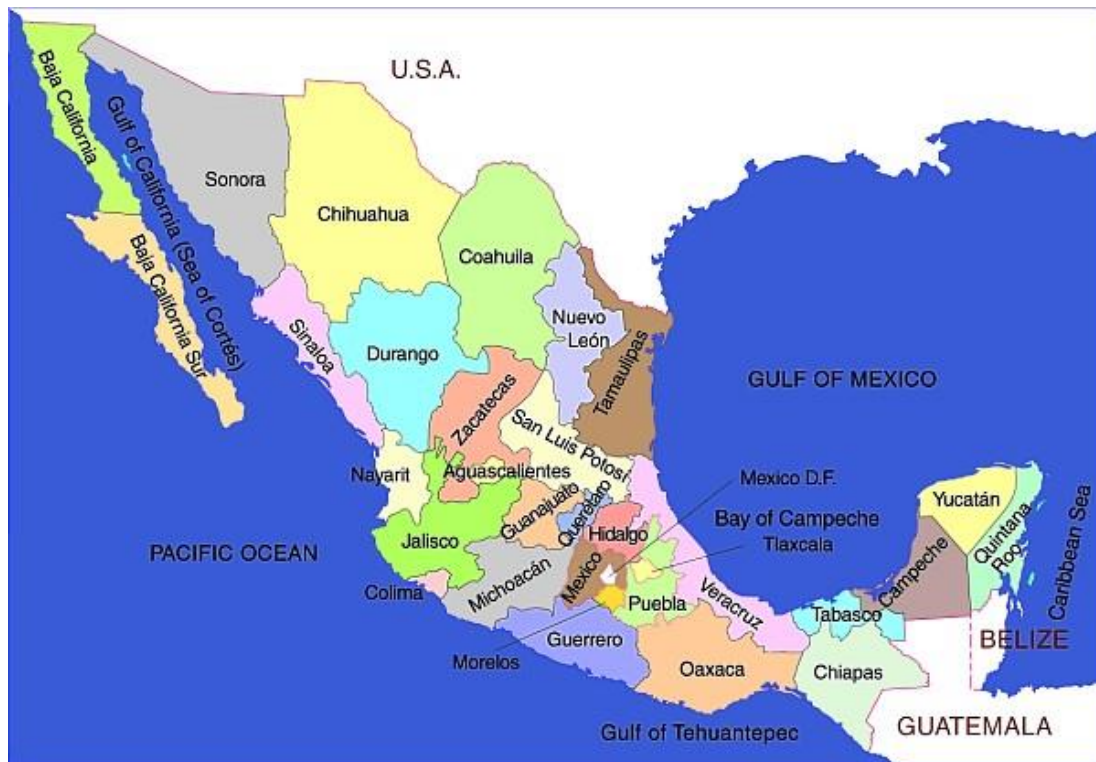 U.S.A.
Baja California
Gulf of California (Sea of Cortés)
Sonora
Chihuahua
Coahuila
Baja California Sur
Sinaloa
Durango
Nuevo
León
Tamaulipas
GULF OF MEXICO
Zacatecas
San Luis Potosí
Nayarit
Aguascalientes
Guanajuato
Querétaro
Mexico D.F.
Yucatán
Quintana
Roo
Caribbean Sea
Bay of Campeche
Hidalgo
Tlaxcala
PACIFIC OCEAN
Jalisco
Campeche
Colima
Michoacán
Mexico
Puebla
Veracruz
Tabasco
Guerrero
BELIZE
Morelos
Oaxaca
Chiapas
Gulf of Tehuantepec
GUATEMALA